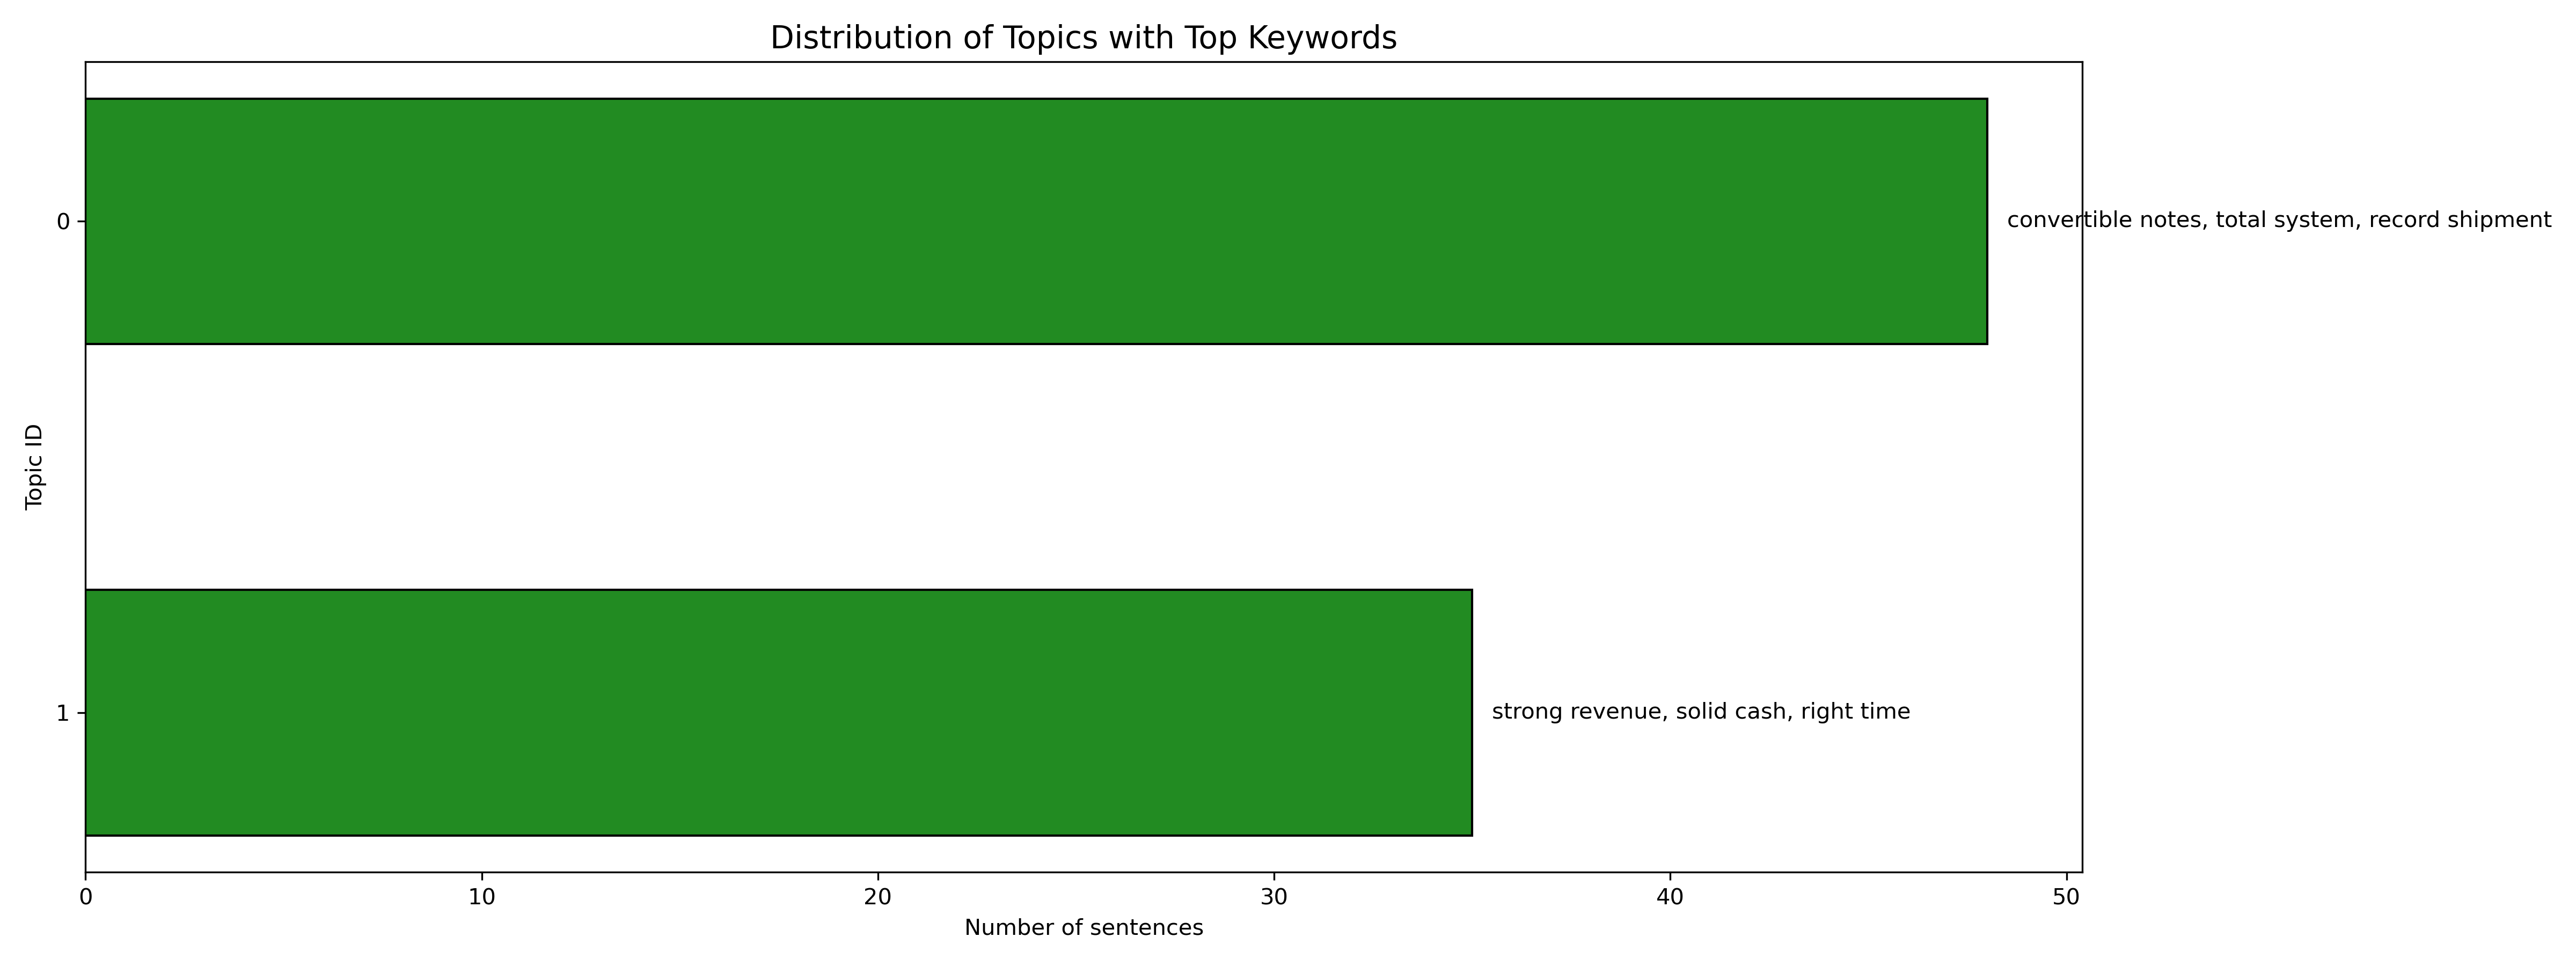 Distribution of Topics with Top Keywords
0
convertible notes, total system, record shipment
Topic ID
1
strong revenue, solid cash, right time
0 10 20 30 40 50
Number of sentences